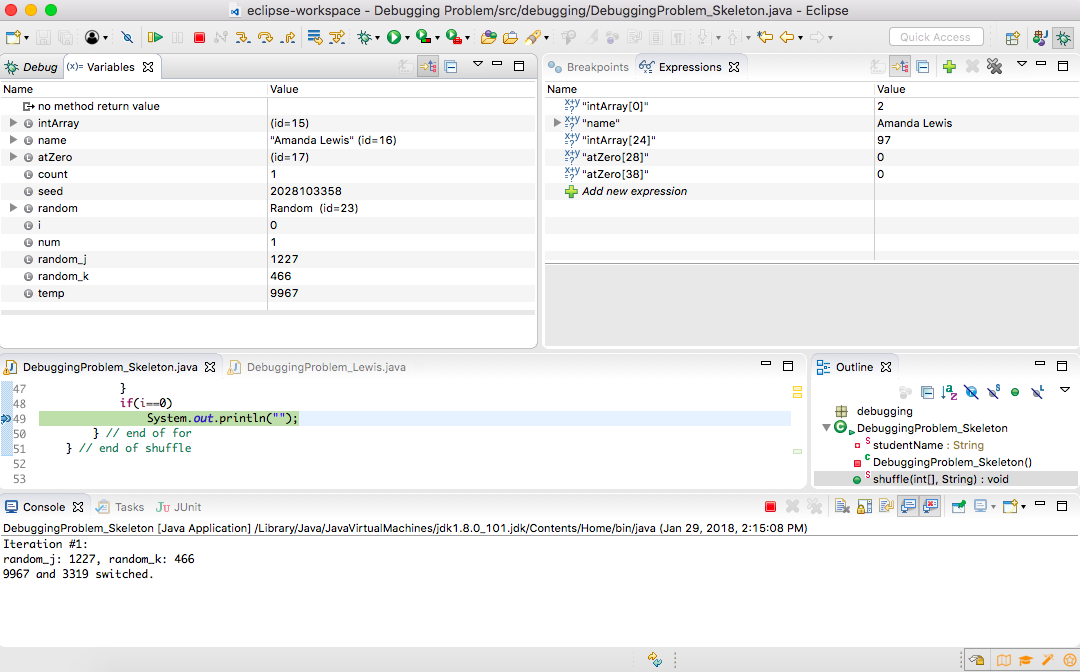 eclipse-workspace - Debugging Problem/src/debugging/DebuggingProblem_Skeleton.java - Eclipse
Quick Access
Debug
(x)= Variables
Name Value
no method return value
intArray (id=15)
name "Amanda Lewis" (id=16)
atZero (id=17)
count 1
seed 2028103358
random Random (id=23)
i 0
num 1
random_j 1227
random_k 466
temp 9967
Breakpoints
Expressions
Name Value
"intArray[0]" 2
"name" Amanda Lewis
"intArray[24]" 97
"atZero[28]" 0
"atZero[38]" 0
Add new expression
DebuggingProblem_Skeleton.java
DebuggingProblem_Lewis.java
47 }
48 if(i==0)
49 System.out.println("");
50 } // end of for
51 } // end of shuffle
52
53
Outline
debugging
DebuggingProblem_Skeleton
studentName : String
DebuggingProblem_Skeleton()
shuffle(int[], String) : void
Console
Tasks
JUnit
DebuggingProblem_Skeleton [Java Application] /Library/Java/JavaVirtualMachines/jdk1.8.0_101.jdk/Contents/Home/bin/java (Jan 29, 2018, 2:15:08 PM)
Iteration #1:
random_j: 1227, random_k: 466
9967 and 3319 switched.